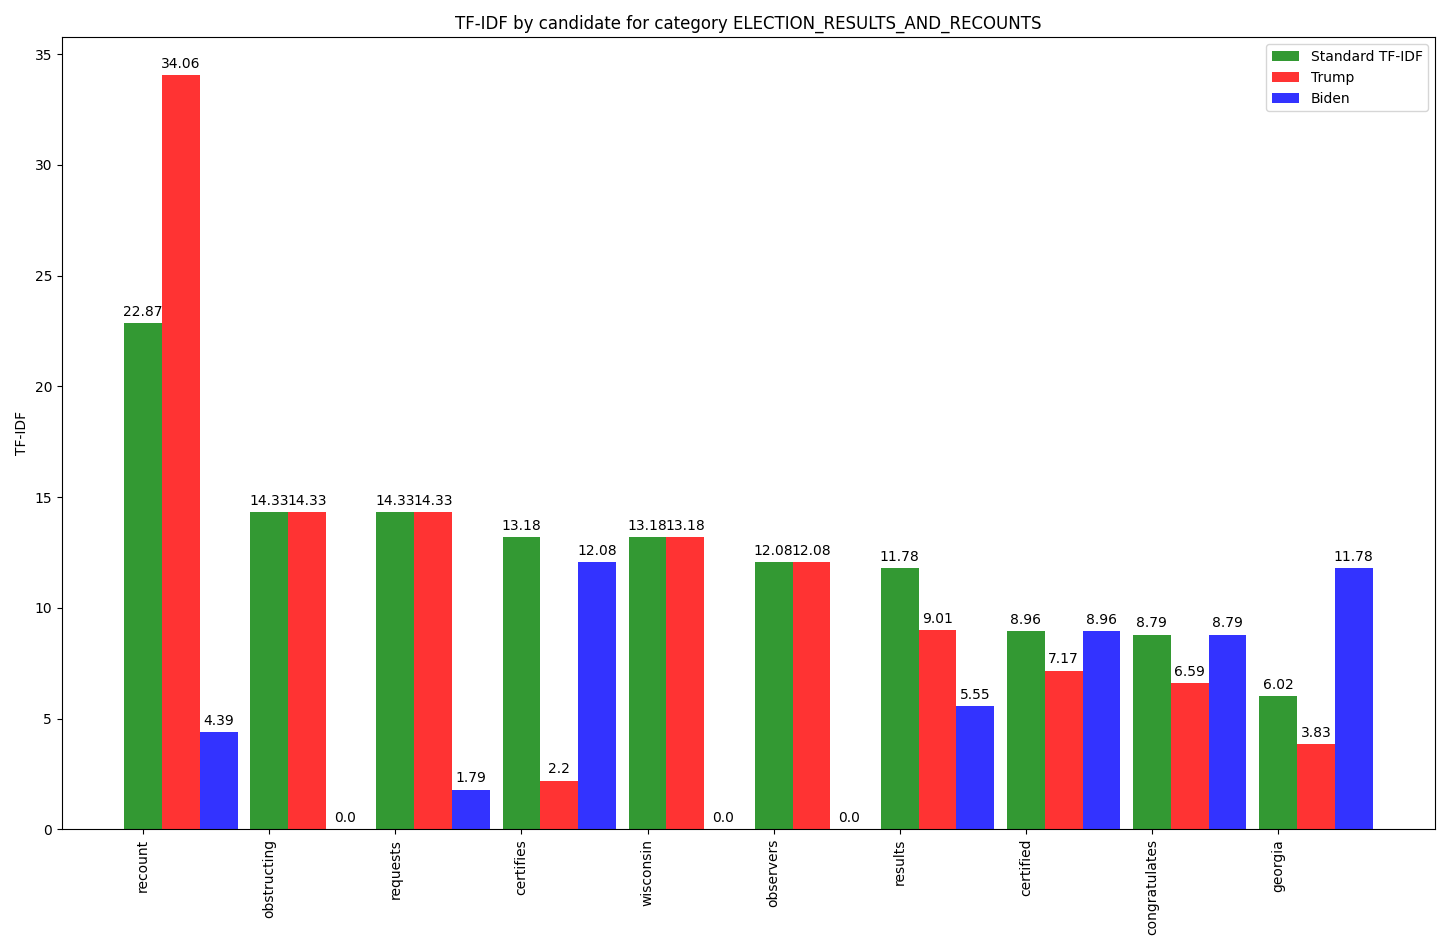 TF-IDF by candidate for category ELECTION_RESULTS_AND_RECOUNTS
Standard TF-IDF
Trump
Biden
TF-IDF
35
30
25
20
15
10
5
0
22.87
34.06
4.39
14.33
14.33
0.0
14.33
14.33
1.79
13.18
2.2
12.08
13.18
13.18
0.0
12.08
12.08
0.0
11.78
9.01
5.55
8.96
7.17
8.96
8.79
6.59
8.79
6.02
3.83
11.78
recount
obstructing
requests
certifies
wisconsin
observers
results
certified
congratulates
georgia